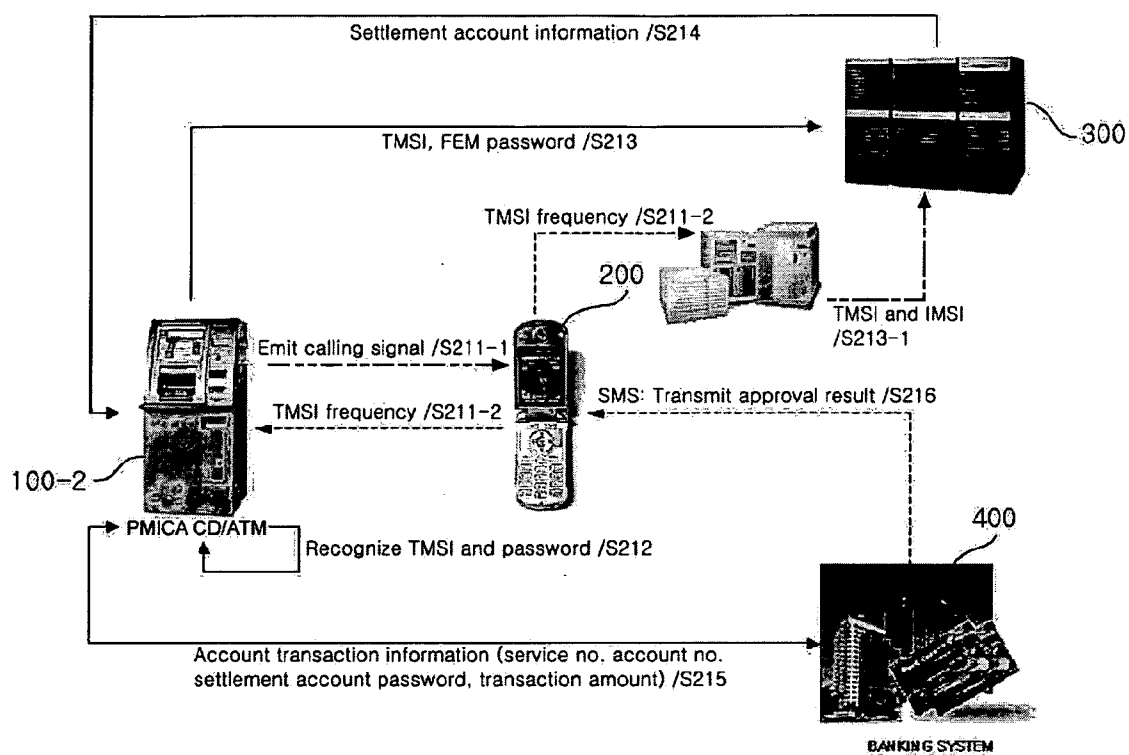 Settlement account information /S214
300
TMSI, FEM password /S213
TMSI frequency /S211-2
200
TMSI and IMSI
/S213-1
Emit calling signal /S211-1
SMS: Transmit approval result /S216
TMSI frequency /S211-2
100-2
PMICA CD/ATM
400
Recognize TMSI and password /S212
Account transaction information (service no, account no.
settlement account password, transaction amount) /S215
BANKING SYSTEM